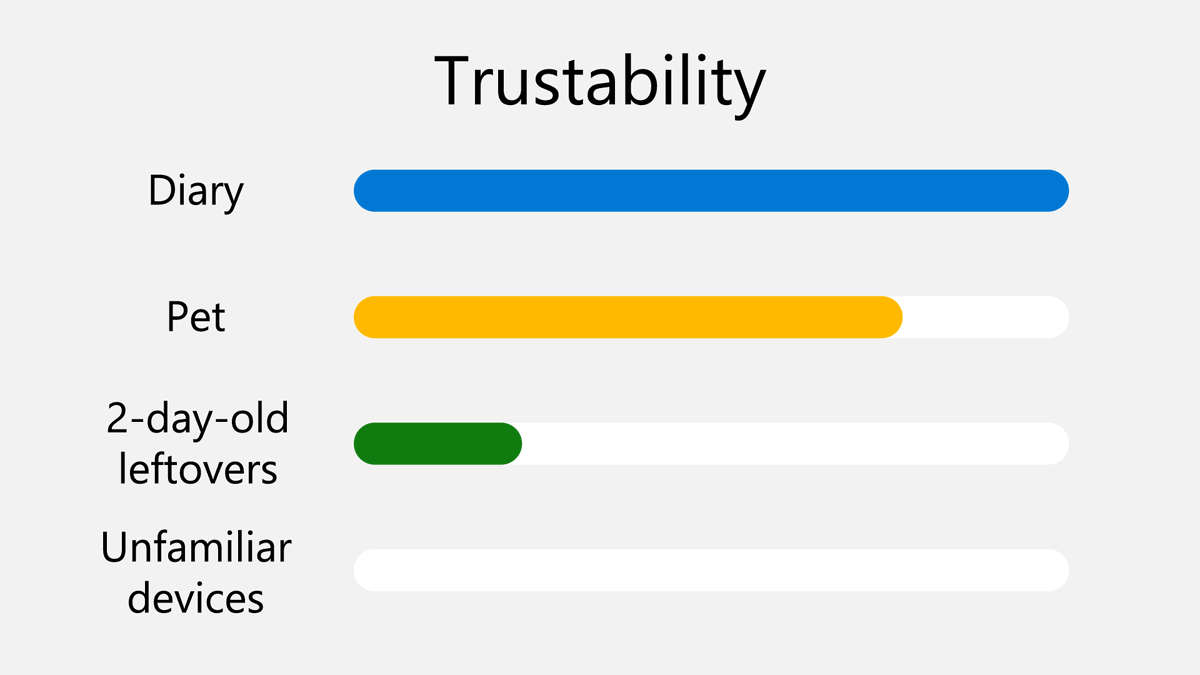 Trustability
Diary
Pet
2-day-old
leftovers
Unfamiliar
devices